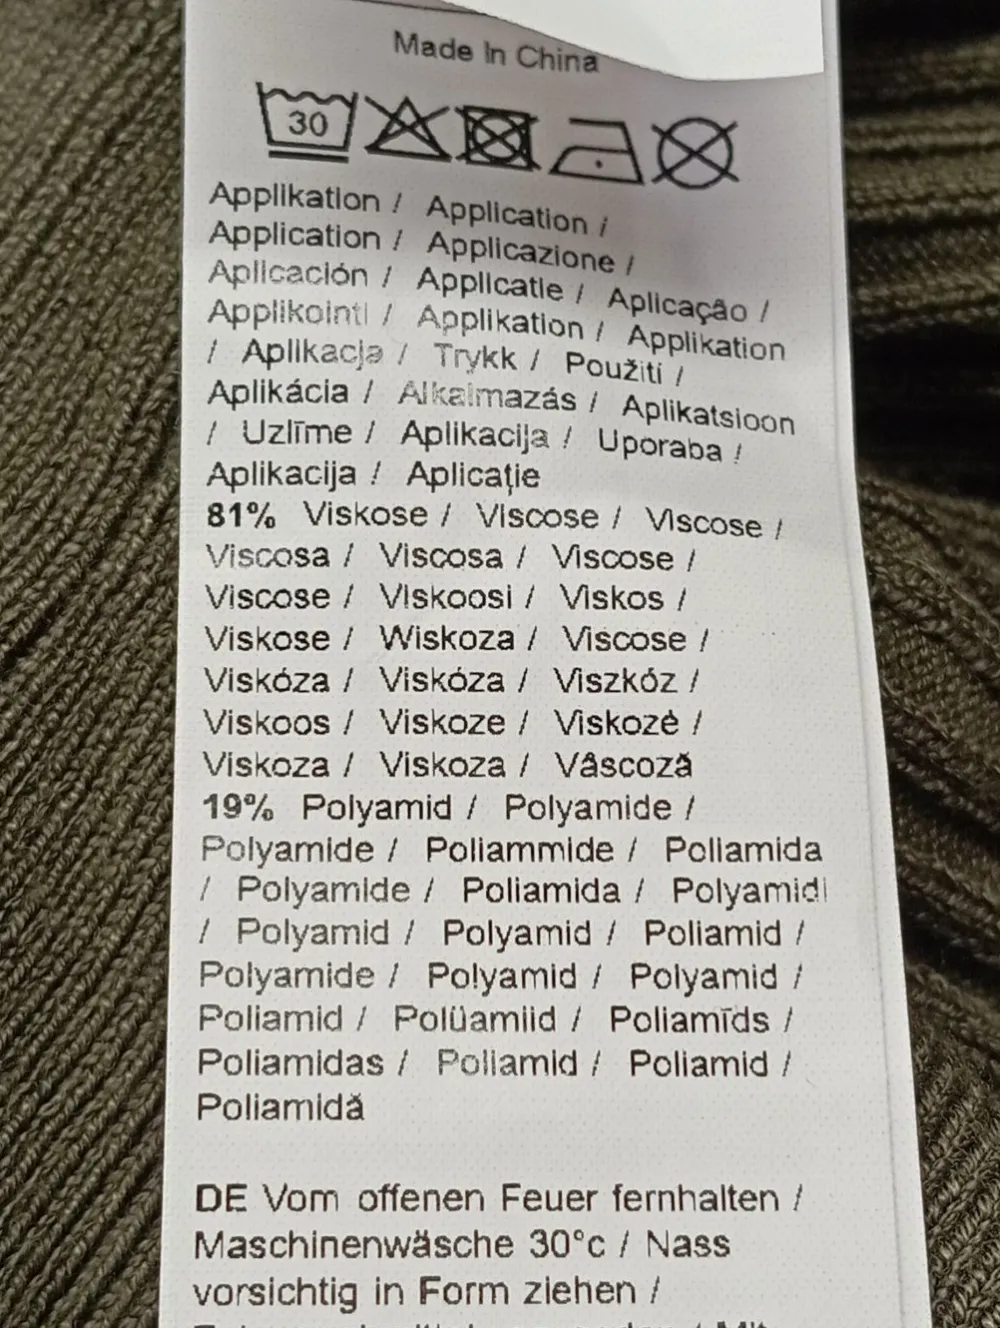 Made In China
30
Applikation / Application /
Application / Applicazione /
Aplicación / Applicatie / Aplicação /
Applikointi / Applikation / Applikation
/ Aplikacja / Trykk / Použití /
Aplikácia / Alkalmazás / Aplikatsioon
/ Uzlīme / Aplikacija / Uporaba /
Aplikacija / Aplicație
81% Viskose / Viscose / Viscose /
Viscosa / Viscosa / Viscose /
Viscose / Viskoosi / Viskos /
Viskose / Wiskoza / Viscose /
Viskóza / Viskóza / Viszkóz /
Viskoos / Viskoze / Viskozė /
Viskoza / Viskoza / Vâscoză
19% Polyamid / Polyamide /
Polyamide / Poliammide / Poliamida
/ Polyamide / Poliamida / Polyamidi
/ Polyamid / Polyamid / Poliamid /
Polyamide / Polyamid / Polyamid /
Poliamid / Polüamiid / Poliamīds /
Poliamidas / Poliamid / Poliamid /
Poliamidă
DE Vom offenen Feuer fernhalten /
Maschinenwäsche 30°c / Nass
vorsichtig in Form ziehen /